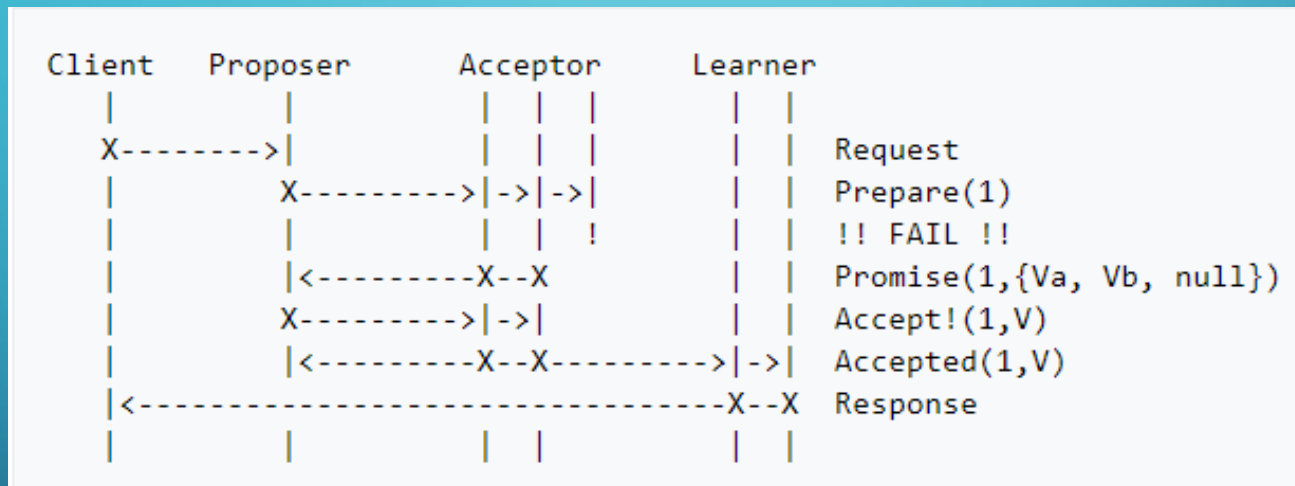 Client   Proposer      Acceptor     Learner
   |         |          |  |  |       |  |
   X-------->|          |  |  |       |  |  Request
   |         X--------->|->|->|       |  |  Prepare(1)
   |         |          |  |  !       |  |  !! FAIL !!
   |         |<---------X--X          |  |  Promise(1,{Va, Vb, null})
   |         X--------->|->|          |  |  Accept!(1,V)
   |         |<---------X--X--------->|->|  Accepted(1,V)
   |<---------------------------------X--X  Response
   |         |          |  |          |  |